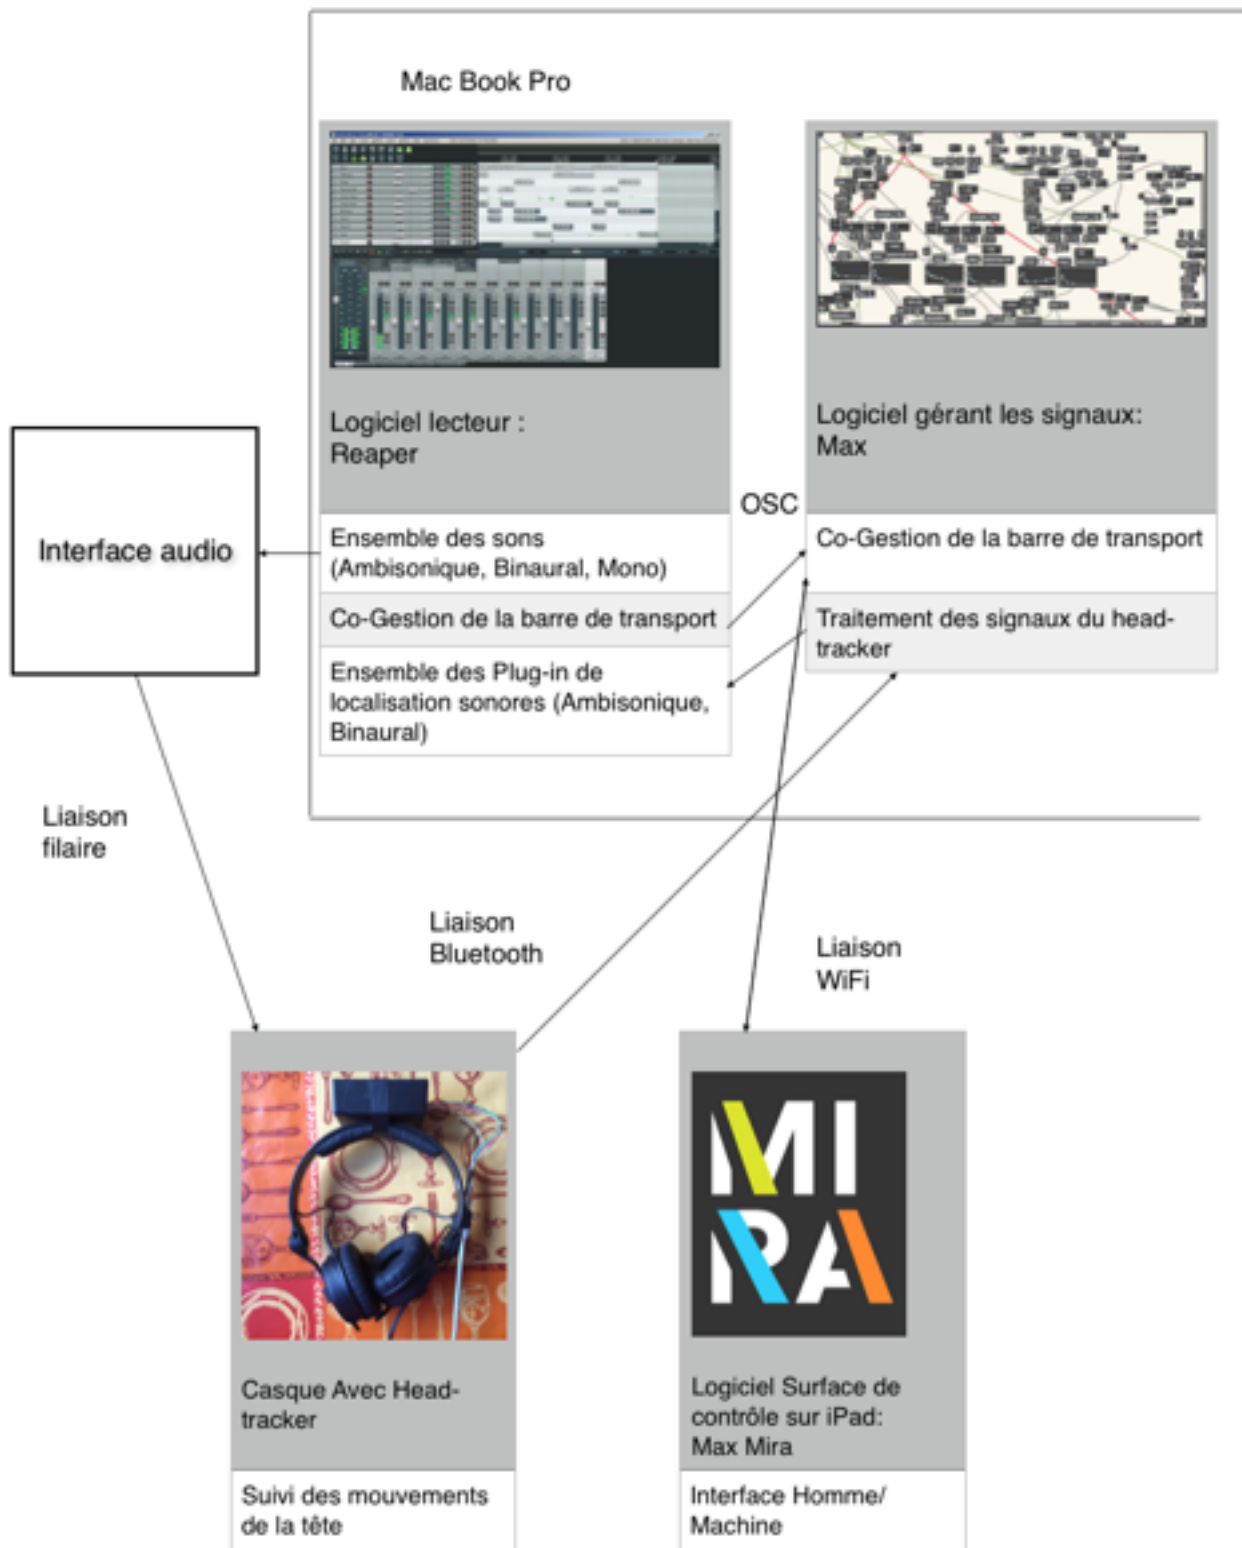 Mac Book Pro
Logiciel lecteur :
Reaper
Logiciel gérant les signaux:
Max
OSC
Interface audio
Ensemble des sons
(Ambisonique, Binaural, Mono)
Co-Gestion de la barre de transport
Co-Gestion de la barre de transport
Traitement des signaux du head-
tracker
Ensemble des Plug-in de
localisation sonores (Ambisonique,
Binaural)
Liaison
filaire
Liaison
Bluetooth
Liaison
WiFi
MI
RA
Casque Avec Head-
tracker
Logiciel Surface de
contrôle sur iPad:
Max Mira
Suivi des mouvements
de la tête
Interface Homme/
Machine